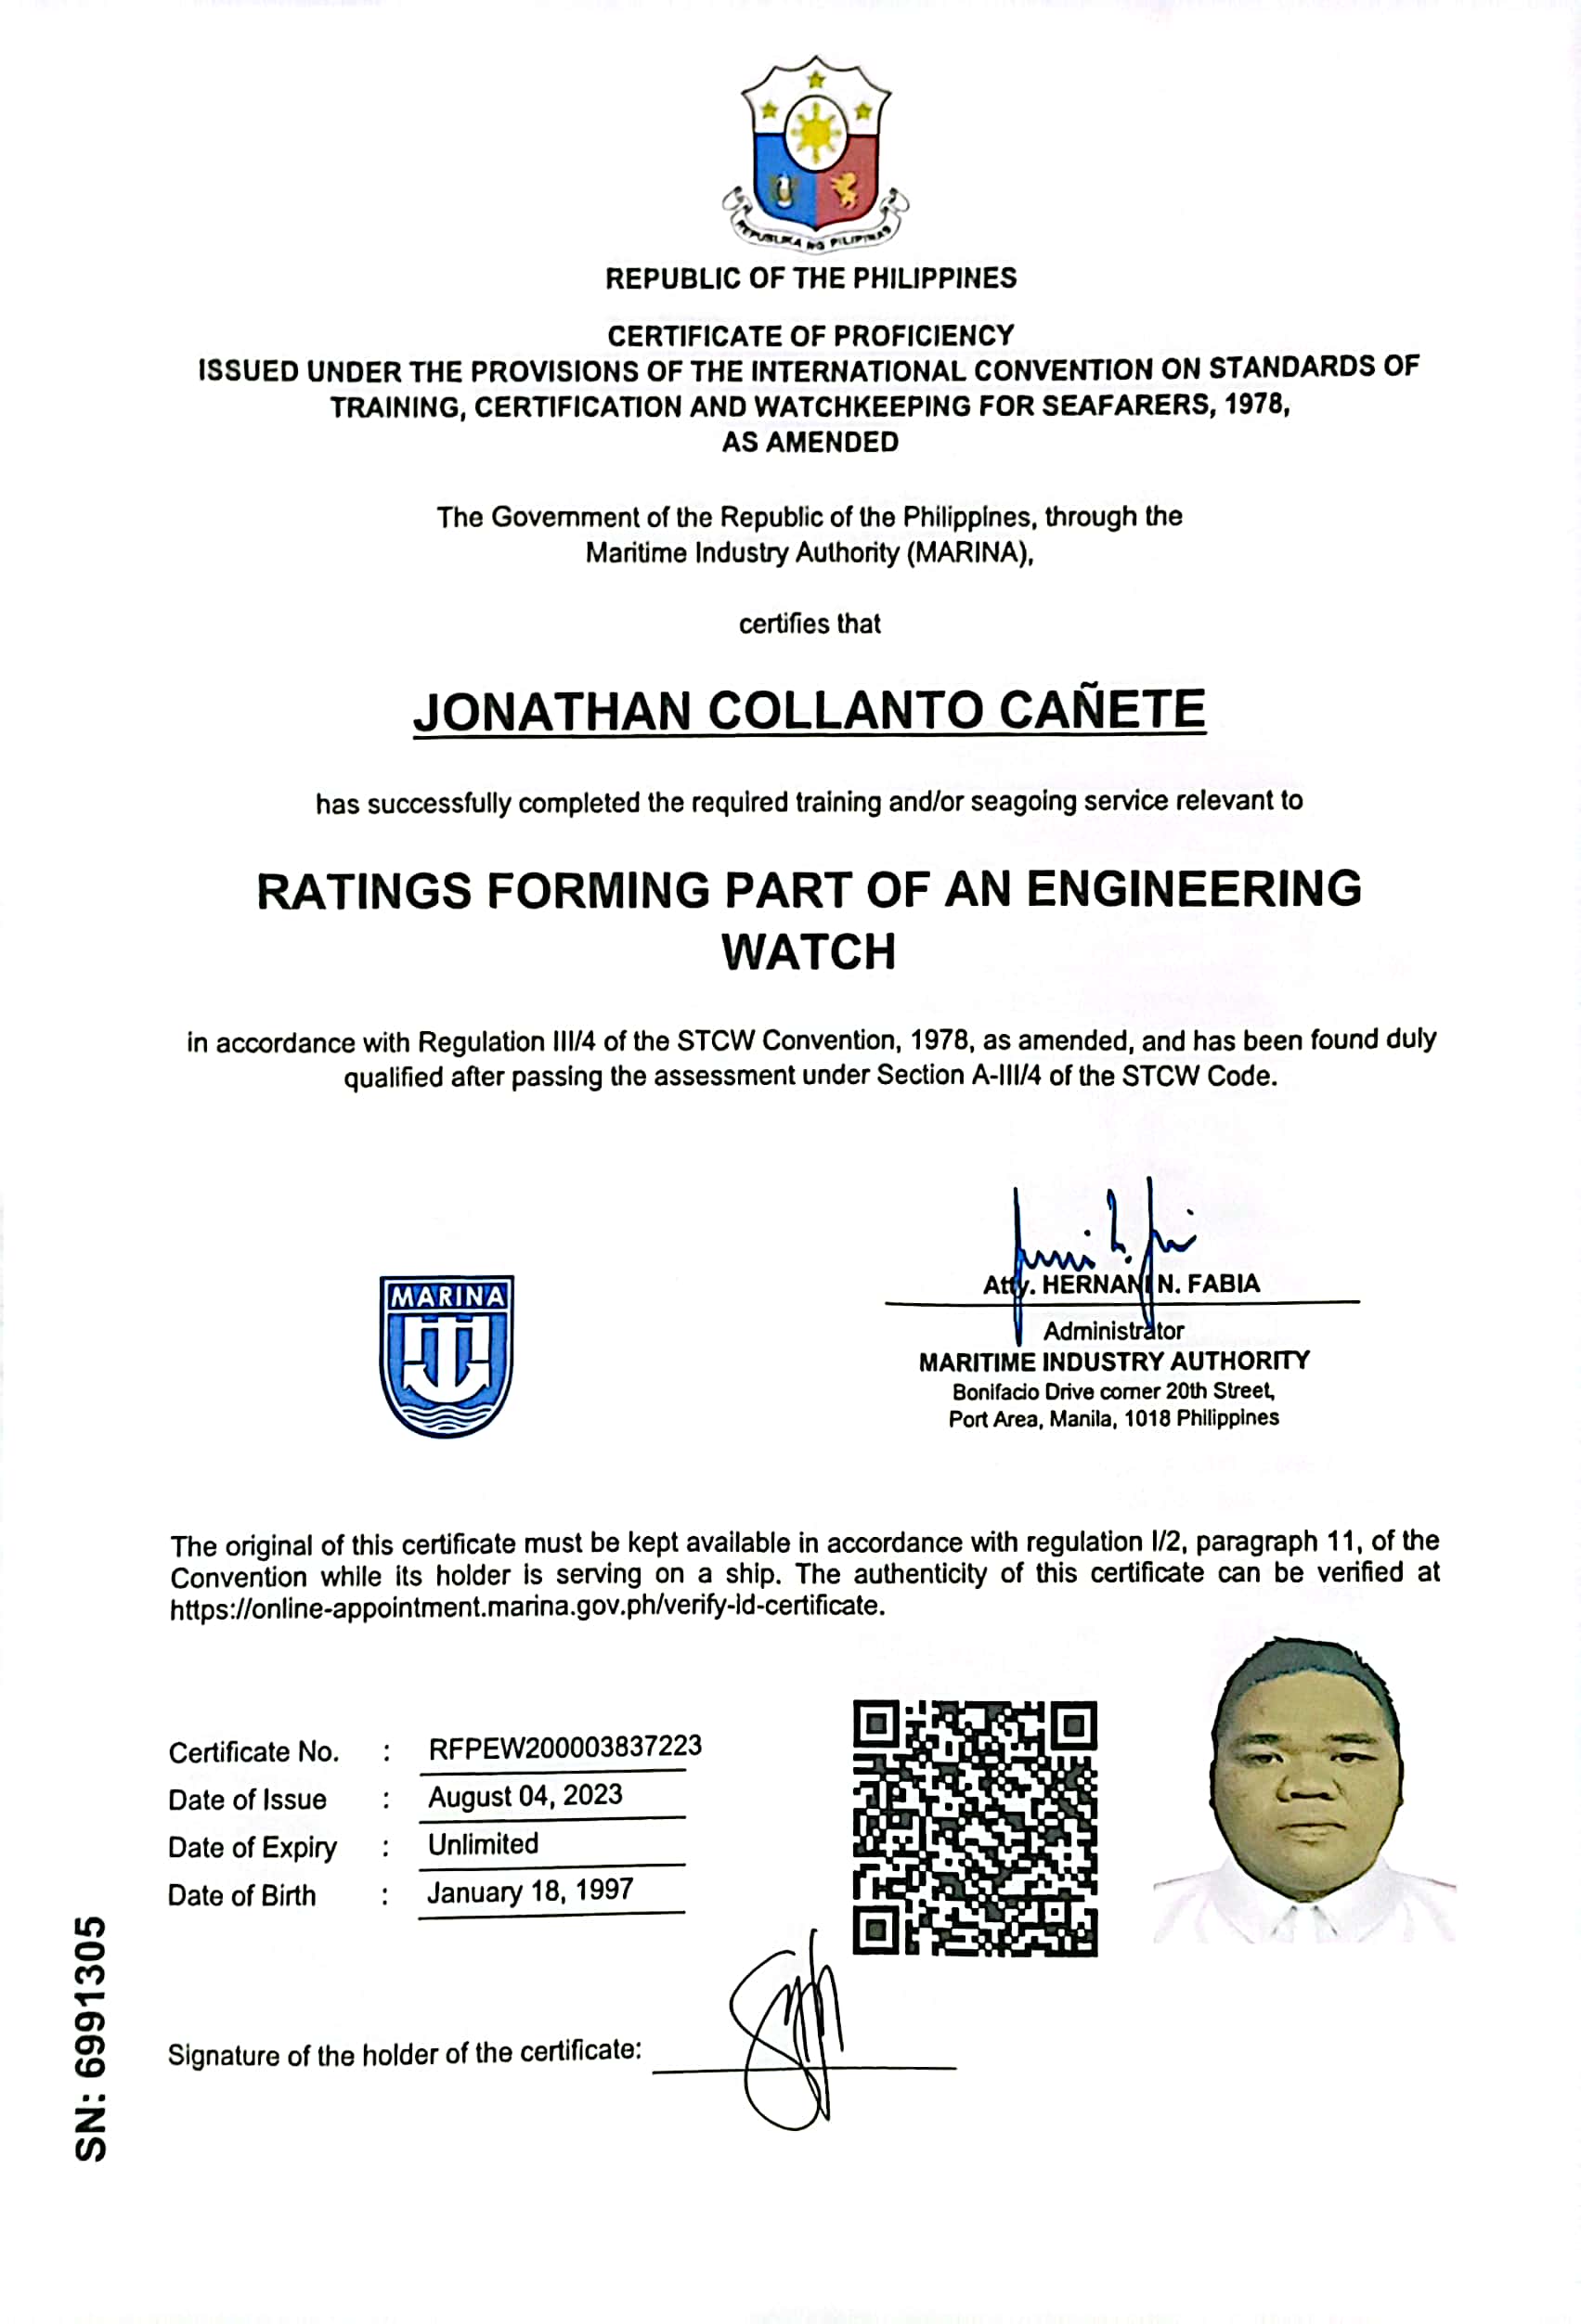 REPUBLIKA NG PILIPINAS
REPUBLIC OF THE PHILIPPINES
CERTIFICATE OF PROFICIENCY
ISSUED UNDER THE PROVISIONS OF THE INTERNATIONAL CONVENTION ON STANDARDS OF
TRAINING, CERTIFICATION AND WATCHKEEPING FOR SEAFARERS, 1978,
AS AMENDED
The Government of the Republic of the Philippines, through the
Maritime Industry Authority (MARINA),
certifies that
JONATHAN COLLANTO CAÑETE
has successfully completed the required training and/or seagoing service relevant to
RATINGS FORMING PART OF AN ENGINEERING
WATCH
in accordance with Regulation III/4 of the STCW Convention, 1978, as amended, and has been found duly
qualified after passing the assessment under Section A-III/4 of the STCW Code.
MARINA
Atty. HERNANI N. FABIA
Administrator
MARITIME INDUSTRY AUTHORITY
Bonifacio Drive corner 20th Street,
Port Area, Manila, 1018 Philippines
The original of this certificate must be kept available in accordance with regulation I/2, paragraph 11, of the
Convention while its holder is serving on a ship. The authenticity of this certificate can be verified at
https://online-appointment.marina.gov.ph/verify-id-certificate.
Certificate No. : RFPEW200003837223
Date of Issue : August 04, 2023
Date of Expiry : Unlimited
Date of Birth : January 18, 1997
Signature of the holder of the certificate:
SN: 6991305